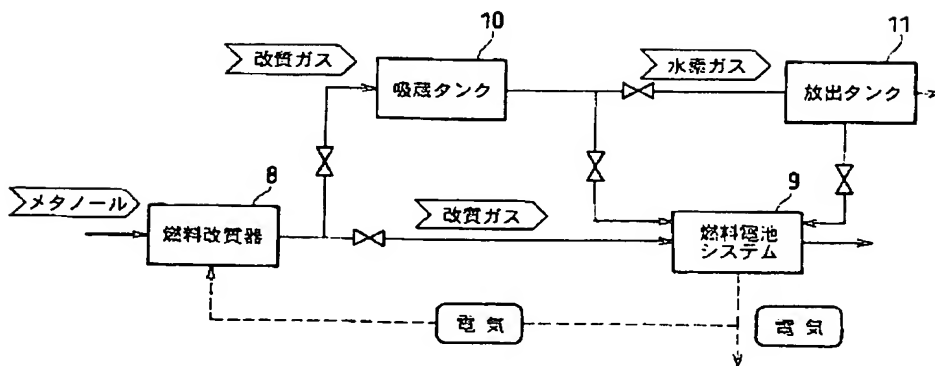 10
11
改質ガス
水素ガス
吸蔵タンク
放出タンク
8
9
メタノール
改質ガス
燃料改質器
燃料電池
システム
電気
電気